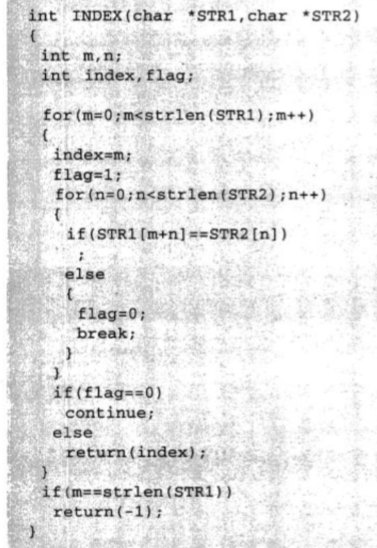 int INDEX(char *STR1,char *STR2)
{
int m,n;
int index,flag;
for(m=0;m<strlen(STR1);m++)
{
index=m;
flag=1;
for(n=0;n<strlen(STR2);n++)
{
if(STR1[m+n]==STR2[n])
;
else
{
flag=0;
break;
}
}
if(flag==0)
continue;
else
return(index);
}
if(m==strlen(STR1))
return(-1);
}